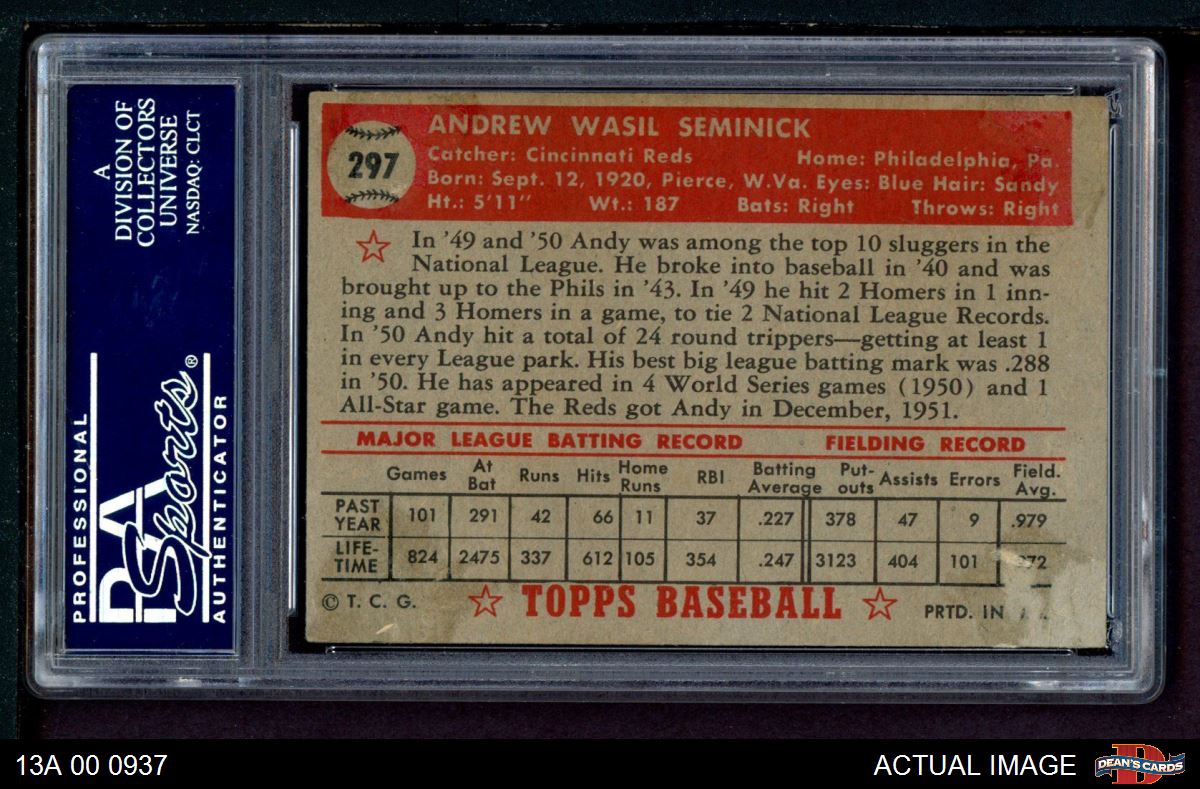 A
DIVISION OF
COLLECTORS
UNIVERSE
NASDAQ: CLCT
PROFESSIONAL
PSA
Sports®
AUTHENTICATOR
297
ANDREW WASIL SEMINICK
Catcher: Cincinnati Reds Home: Philadelphia, Pa.
Born: Sept. 12, 1920, Pierce, W.Va. Eyes: Blue Hair: Sandy
Ht.: 5'11" Wt.: 187 Bats: Right Throws: Right
In '49 and '50 Andy was among the top 10 sluggers in the
National League. He broke into baseball in '40 and was
brought up to the Phils in '43. In '49 he hit 2 Homers in 1 inn-
ing and 3 Homers in a game, to tie 2 National League Records.
In '50 Andy hit a total of 24 round trippers—getting at least 1
in every League park. His best big league batting mark was .288
in '50. He has appeared in 4 World Series games (1950) and 1
All-Star game. The Reds got Andy in December, 1951.
MAJOR LEAGUE BATTING RECORD FIELDING RECORD
Games At Bat Runs Hits Home Runs RBI Batting Average Put-outs Assists Errors Field. Avg.
PAST YEAR 101 291 42 66 11 37 .227 378 47 9 .979
LIFE-TIME 824 2475 337 612 105 354 .247 3123 404 101 72
© T. C. G. TOPPS BASEBALL PRTD. IN
13A 00 0937 ACTUAL IMAGE DEAN'S CARDS